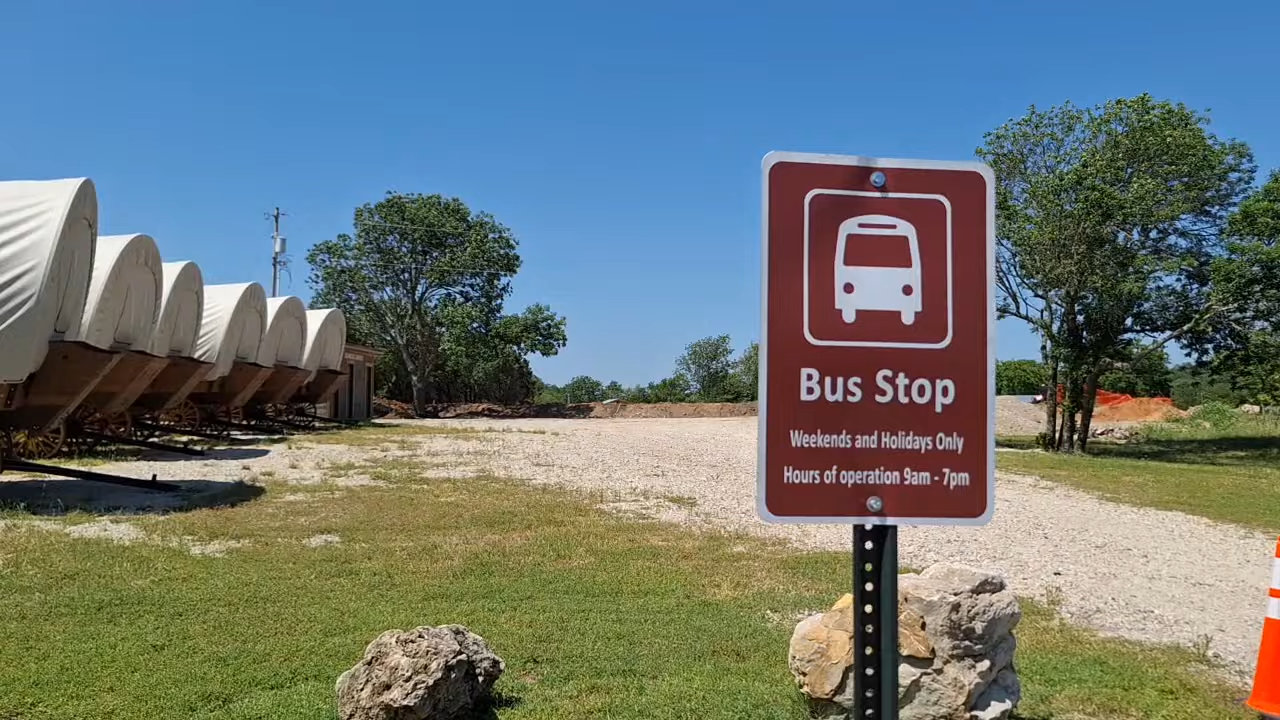 Bus Stop
Weekends and Holidays Only
Hours of operation 9am - 7pm